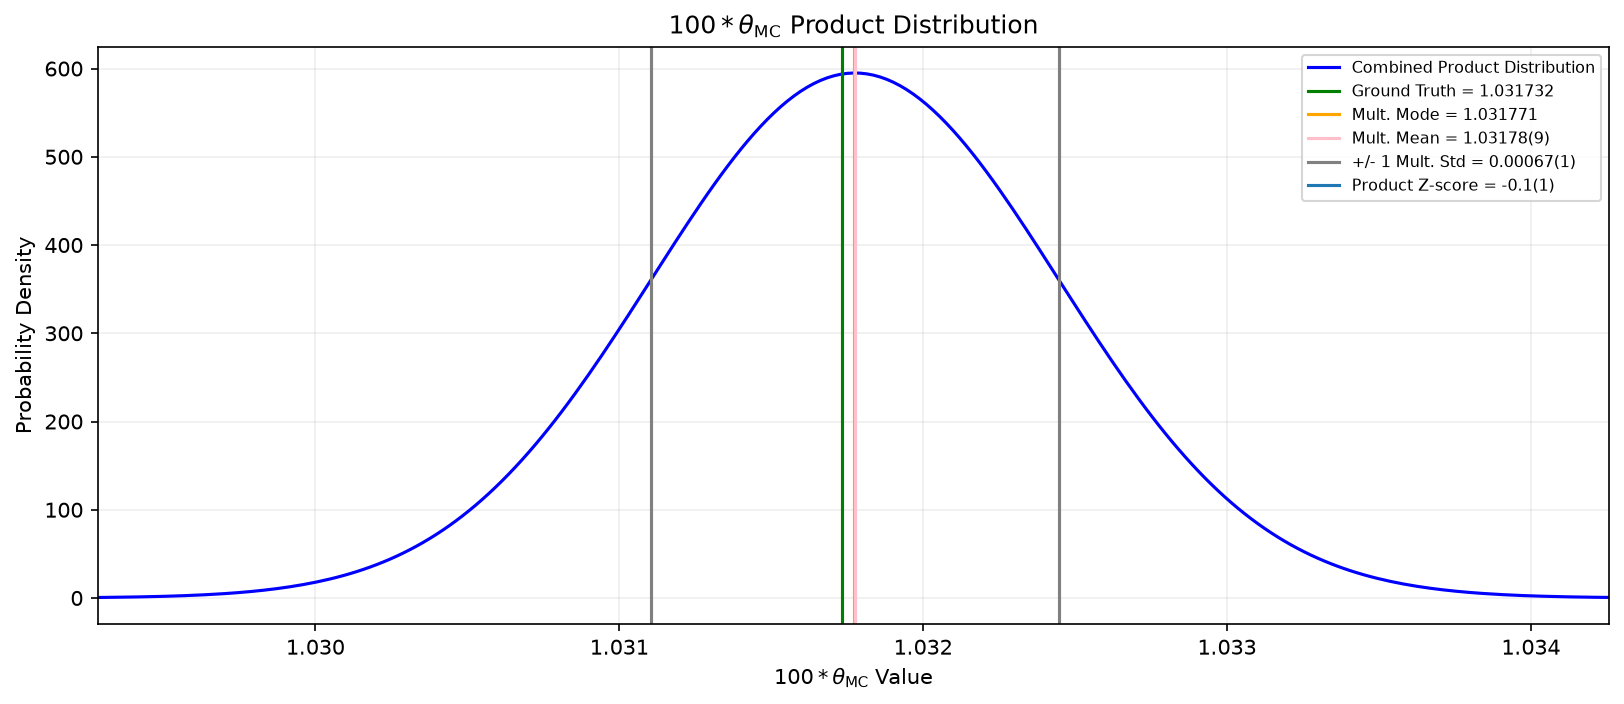 100 * θMC Product Distribution
Combined Product Distribution
Ground Truth = 1.031732
Mult. Mode = 1.031771
Mult. Mean = 1.03178(9)
+/- 1 Mult. Std = 0.00067(1)
Product Z-score = -0.1(1)
Probability Density
600
500
400
300
200
100
0
1.030 1.031 1.032 1.033 1.034
100 * θMC Value